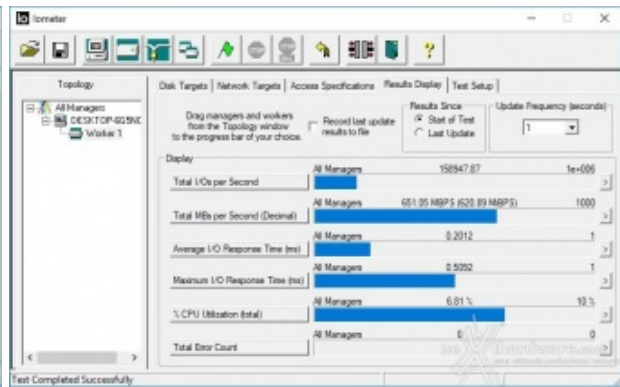 Iometer
Topology
All Managers
DESKTOP-
Worker 1
Disk Targets | Network Targets | Access Specifications | Results Display | Test Setup
Drag managers and workers
from the Topology window
to the progress bar of your choice.
Record last update
results to file
Results Since
Start of Test
Last Update
Update Frequency (seconds)
1
Display
All Managers 158947.87 1e+006
Total I/Os per Second
All Managers 651.05 MBPS (620.89 MiBPS) 1000
Total MBs per Second (Decimal)
All Managers 0.2012 1
Average I/O Response Time (ms)
All Managers 0.5092 1
Maximum I/O Response Time (ms)
All Managers 6.81 % 10 %
% CPU Utilization (total)
All Managers 0 0
Total Error Count
Test Completed Successfully